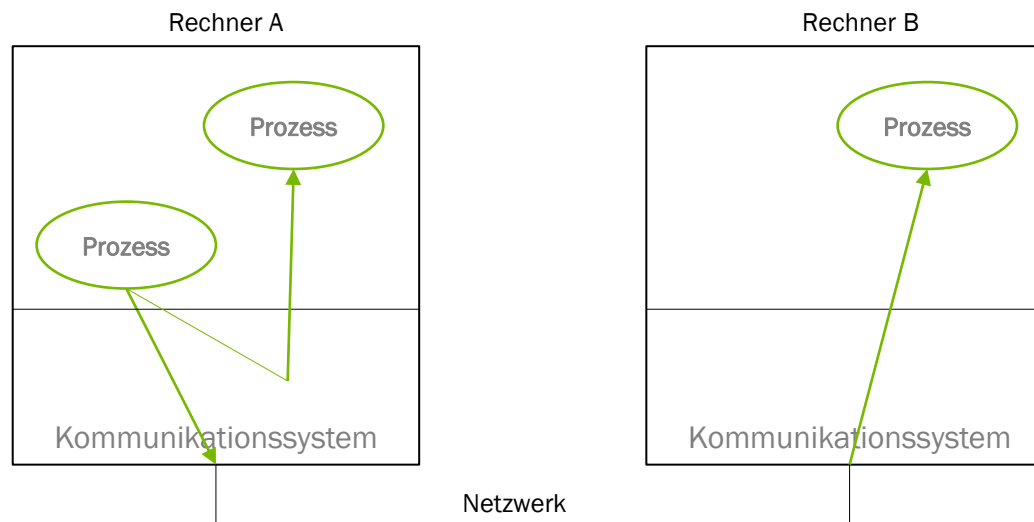 Rechner A
Rechner B
Prozess
Prozess
Prozess
Kommunikationssystem
Kommunikationssystem
Netzwerk